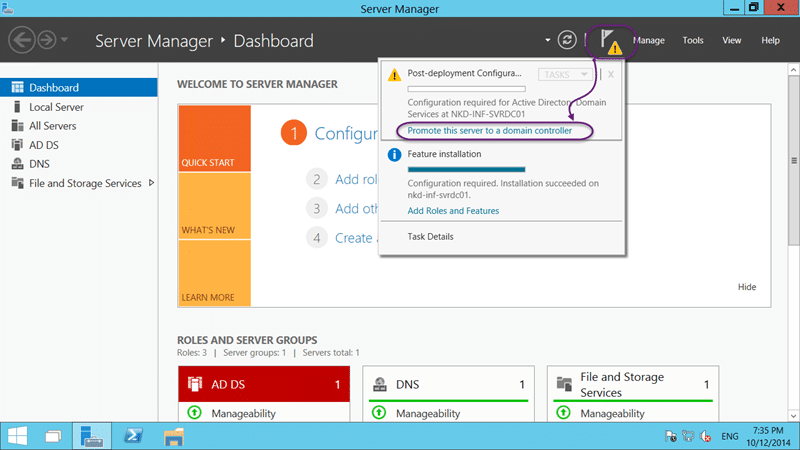 Server Manager
Server Manager ‣ Dashboard
Manage Tools View Help
Dashboard
Local Server
All Servers
AD DS
DNS
File and Storage Services
WELCOME TO SERVER MANAGER
QUICK START
WHAT'S NEW
LEARN MORE
1 Configu
2 Add rol
3 Add oth
4 Create a
Hide
Post-deployment Configura...
TASKS
X
Configuration required for Active Director Domain
Services at NKD-INF-SVRDC01
Promote this server to a domain controller
Feature installation
Configuration required. Installation succeeded on
nkd-inf-svrdc01.
Add Roles and Features
Task Details
ROLES AND SERVER GROUPS
Roles: 3 | Server groups: 1 | Servers total: 1
AD DS 1
Manageability
DNS 1
Manageability
File and Storage
Services 1
Manageability
ENG
7:35 PM
10/12/2014